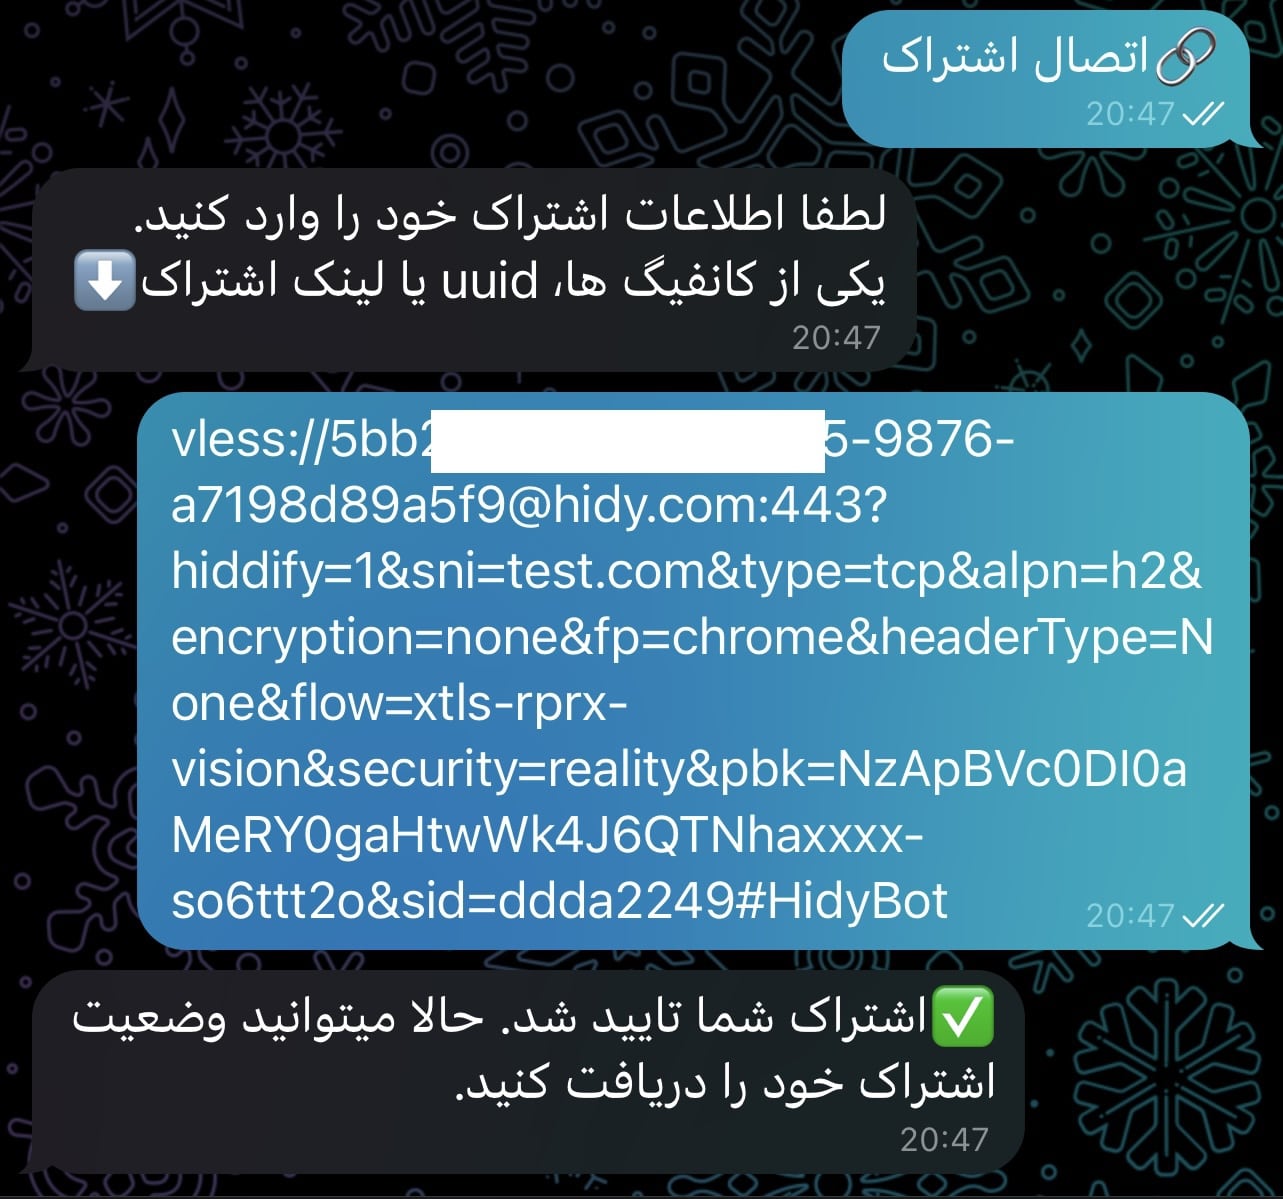 🔗اتصال اشتراک
20:47
لطفا اطلاعات اشتراک خود را وارد کنید.
یکی از کانفیگ ها، uuid یا لینک اشتراک⬇️
20:47
vless://5bb2 5-9876-
a7198d89a5f9@hidy.com:443?
hiddify=1&sni=test.com&type=tcp&alpn=h2&
encryption=none&fp=chrome&headerType=N
one&flow=xtls-rprx-
vision&security=reality&pbk=NzApBVc0DI0a
MeRY0gaHtwWk4J6QTNhaxxxx-
so6ttt2o&sid=ddda2249#HidyBot
20:47
✅اشتراک شما تایید شد. حالا میتوانید وضعیت
اشتراک خود را دریافت کنید.
20:47